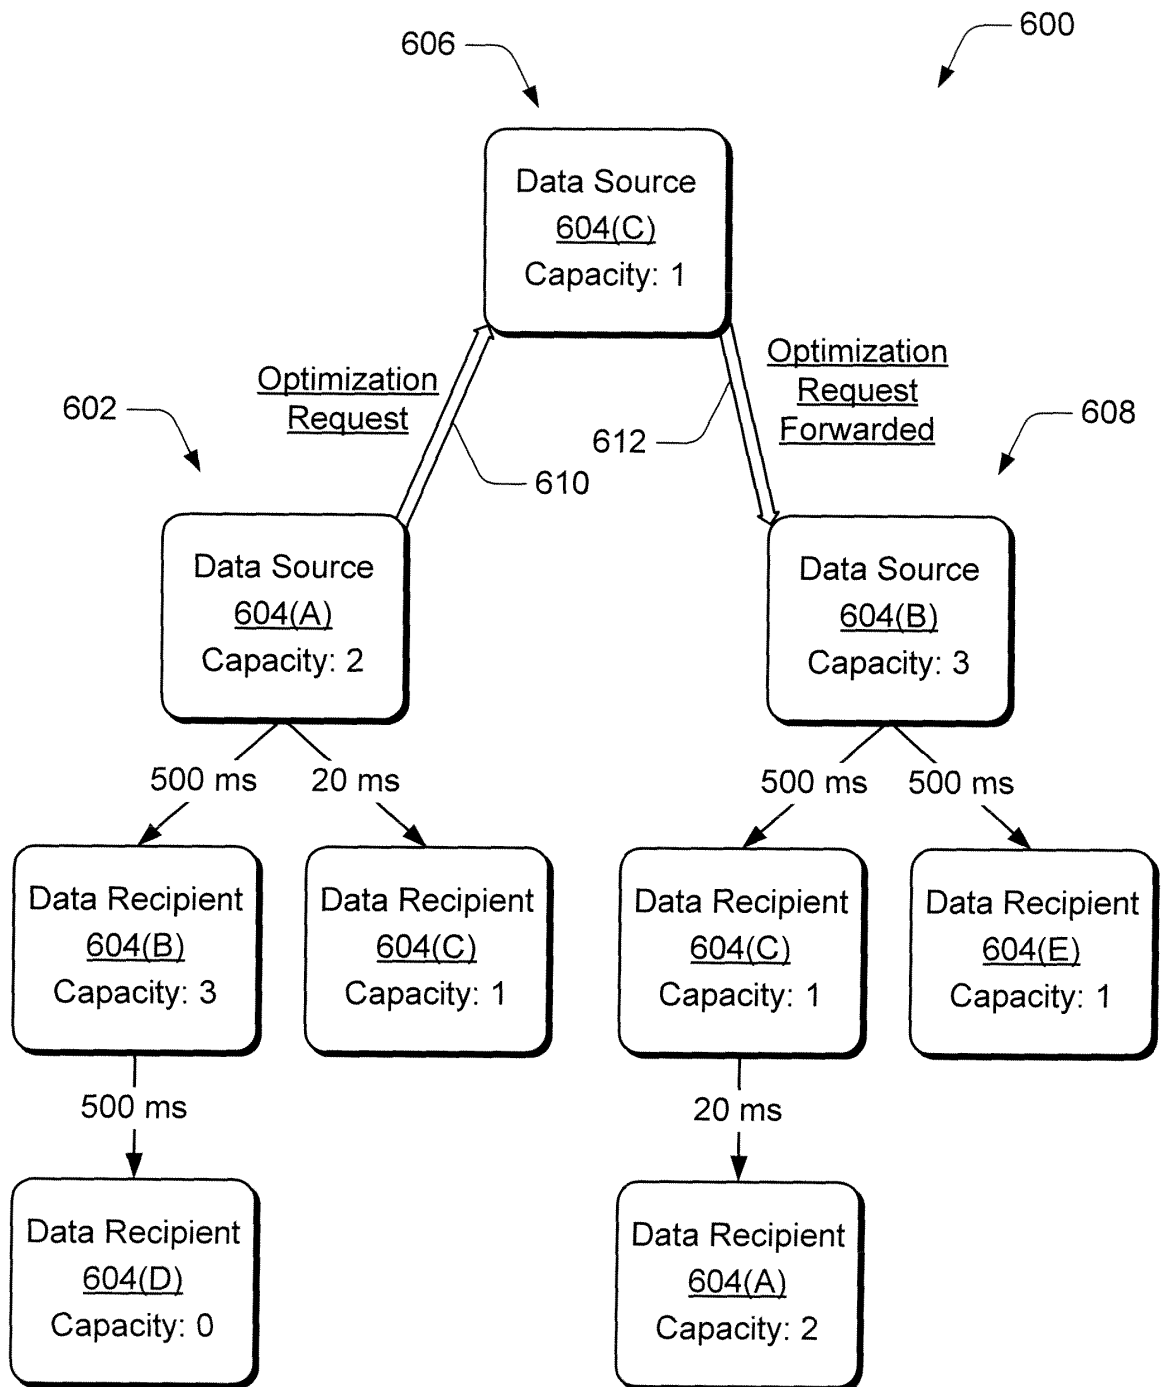 600
606
Data Source
604(C)
Capacity: 1
Optimization
Request
Optimization
Request
Forwarded
602
608
612
610
Data Source
604(A)
Capacity: 2
Data Source
604(B)
Capacity: 3
500 ms
20 ms
500 ms
500 ms
Data Recipient
604(B)
Capacity: 3
Data Recipient
604(C)
Capacity: 1
Data Recipient
604(C)
Capacity: 1
Data Recipient
604(E)
Capacity: 1
500 ms
20 ms
Data Recipient
604(D)
Capacity: 0
Data Recipient
604(A)
Capacity: 2